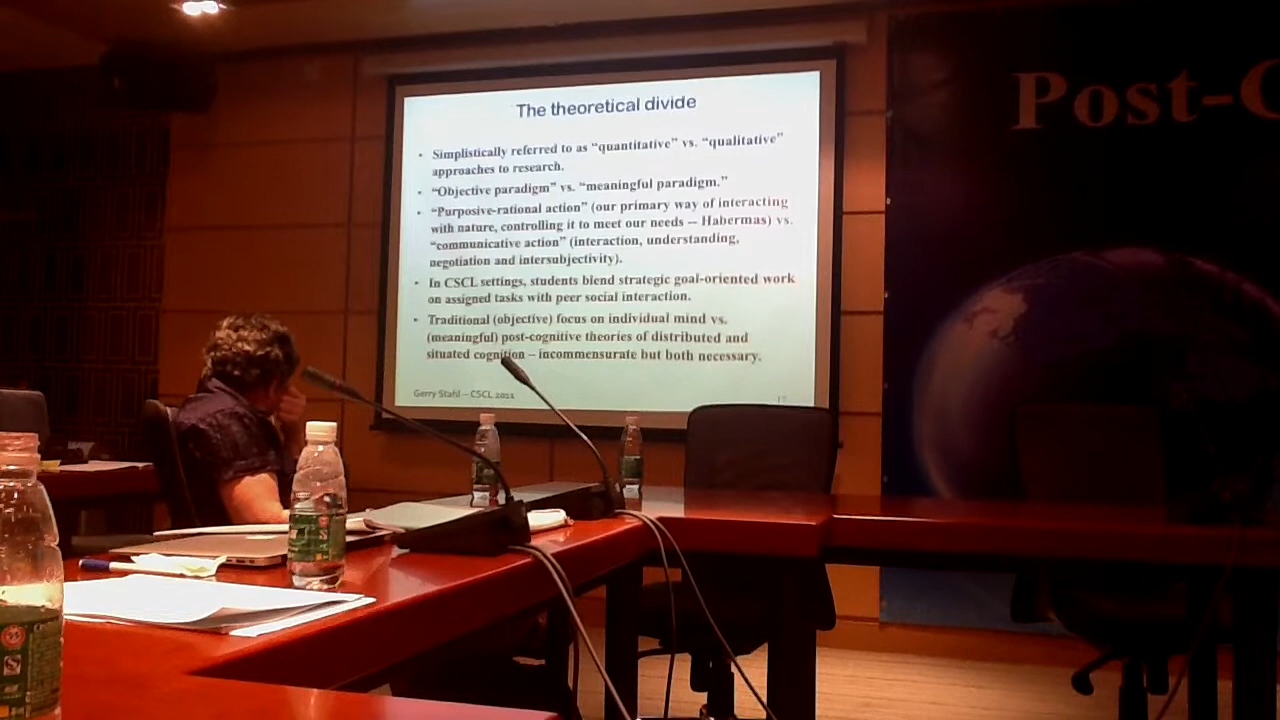 The theoretical divide
• Simplistically referred to as “quantitative” vs. “qualitative”
approaches to research.
• “Objective paradigm” vs. “meaningful paradigm.”
• “Purposive-rational action” (our primary way of interacting
with nature, controlling it to meet our needs – Habermas) vs.
“communicative action” (interaction, understanding,
negotiation and intersubjectivity).
• In CSCL settings, students blend strategic goal-oriented work
on assigned tasks with peer social interaction.
• Traditional (objective) focus on individual mind vs.
(meaningful) post-cognitive theories of distributed and
situated cognition – incommensurate but both necessary.
Gerry Stahl – CSCL 2011
Post-